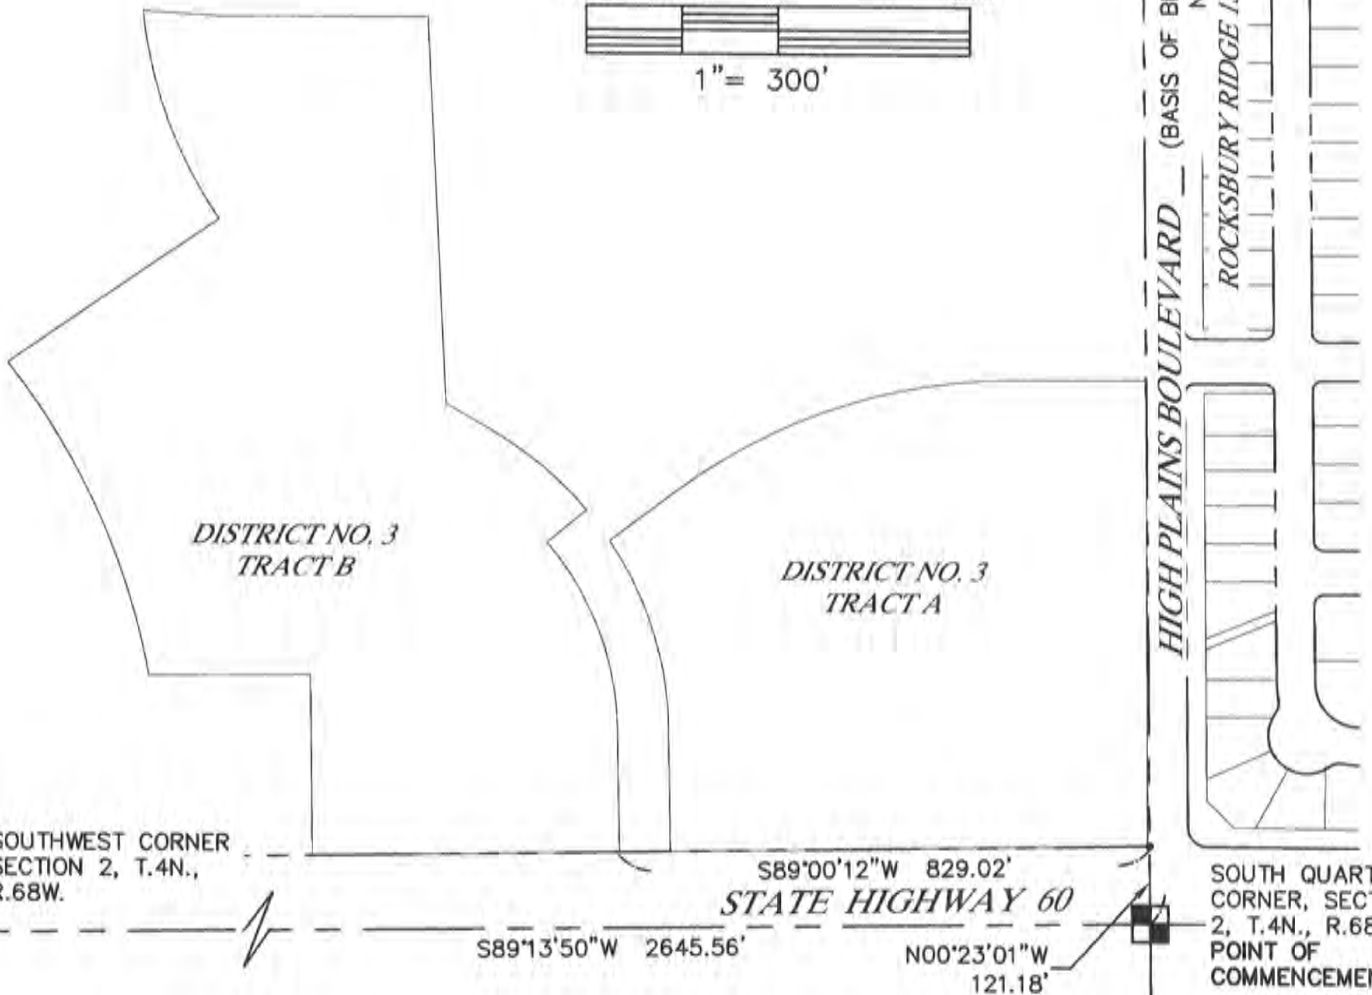 1"= 300'
(BASIS OF
ROCKSBURY RIDGE
HIGH PLAINS BOULEVARD
DISTRICT NO. 3
TRACT B
DISTRICT NO. 3
TRACT A
SOUTHWEST CORNER
SECTION 2, T.4N.,
R.68W.
S89°00'12"W 829.02'
STATE HIGHWAY 60
S89°13'50"W 2645.56'
N00°23'01"W
121.18'
SOUTH QUART
CORNER, SEC
2, T.4N., R.68
POINT OF
COMMENCEME